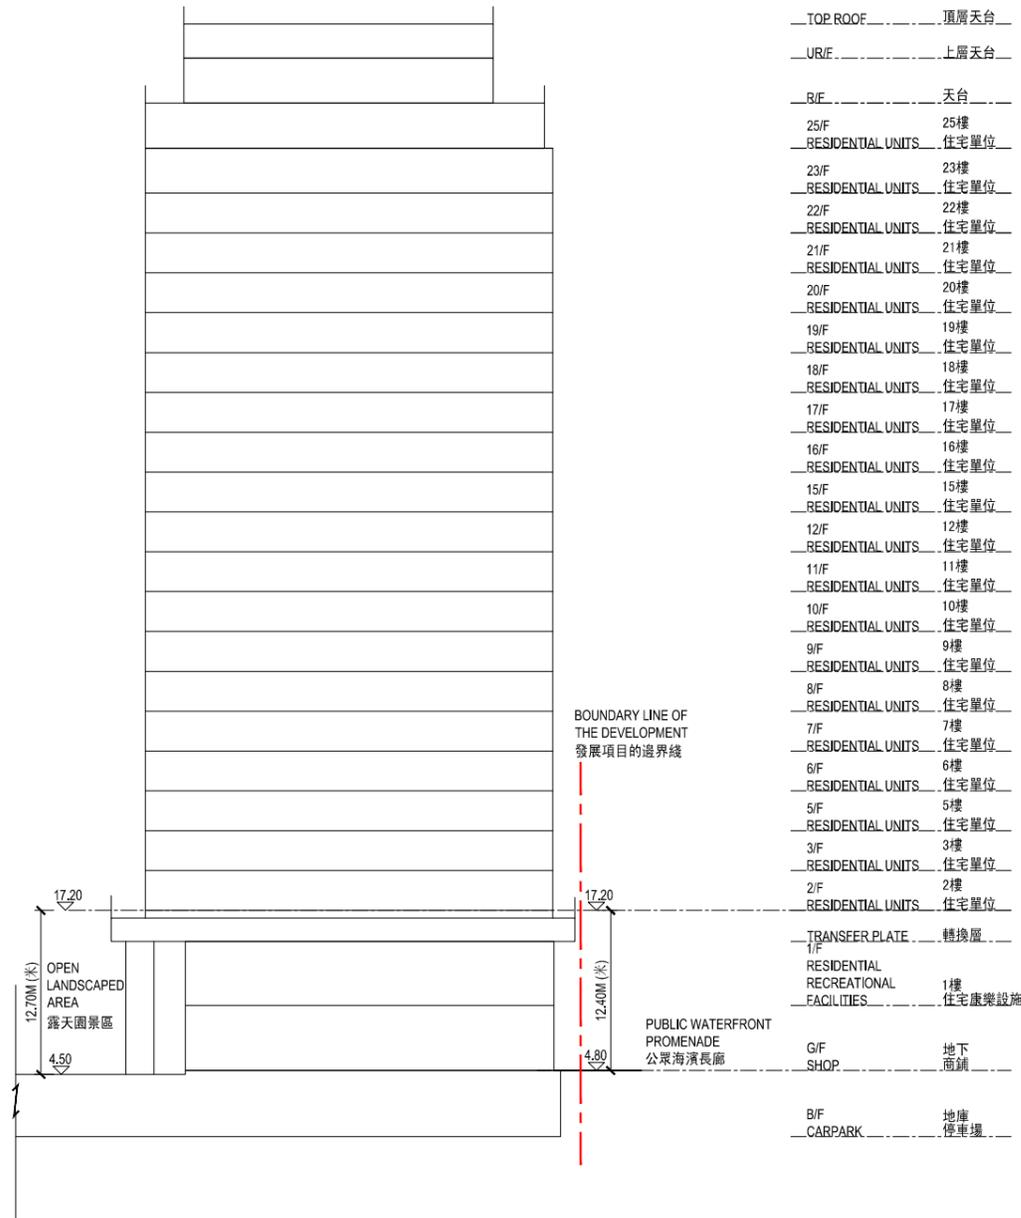 TOP ROOF 頂層天台
UR/F 上層天台
R/F 天台
25/F 25樓
RESIDENTIAL UNITS 住宅單位
23/F 23樓
RESIDENTIAL UNITS 住宅單位
22/F 22樓
RESIDENTIAL UNITS 住宅單位
21/F 21樓
RESIDENTIAL UNITS 住宅單位
20/F 20樓
RESIDENTIAL UNITS 住宅單位
19/F 19樓
RESIDENTIAL UNITS 住宅單位
18/F 18樓
RESIDENTIAL UNITS 住宅單位
17/F 17樓
RESIDENTIAL UNITS 住宅單位
16/F 16樓
RESIDENTIAL UNITS 住宅單位
15/F 15樓
RESIDENTIAL UNITS 住宅單位
12/F 12樓
RESIDENTIAL UNITS 住宅單位
11/F 11樓
RESIDENTIAL UNITS 住宅單位
10/F 10樓
RESIDENTIAL UNITS 住宅單位
9/F 9樓
RESIDENTIAL UNITS 住宅單位
8/F 8樓
RESIDENTIAL UNITS 住宅單位
BOUNDARY LINE OF
THE DEVELOPMENT
發展項目的邊界綫
7/F 7樓
RESIDENTIAL UNITS 住宅單位
6/F 6樓
RESIDENTIAL UNITS 住宅單位
5/F 5樓
RESIDENTIAL UNITS 住宅單位
3/F 3樓
RESIDENTIAL UNITS 住宅單位
2/F 2樓
RESIDENTIAL UNITS 住宅單位
17.20
17.20
TRANSFER PLATE 轉換層
1/F
RESIDENTIAL
RECREATIONAL 1樓
FACILITIES 住宅康樂設施
12.70M (米)
OPEN
LANDSCAPED
AREA
露天園景區
12.40M (米)
PUBLIC WATERFRONT
PROMENADE
公眾海濱長廊
4.50
4.80
G/F 地下
SHOP 商鋪
B/F 地庫
CARPARK 停車場